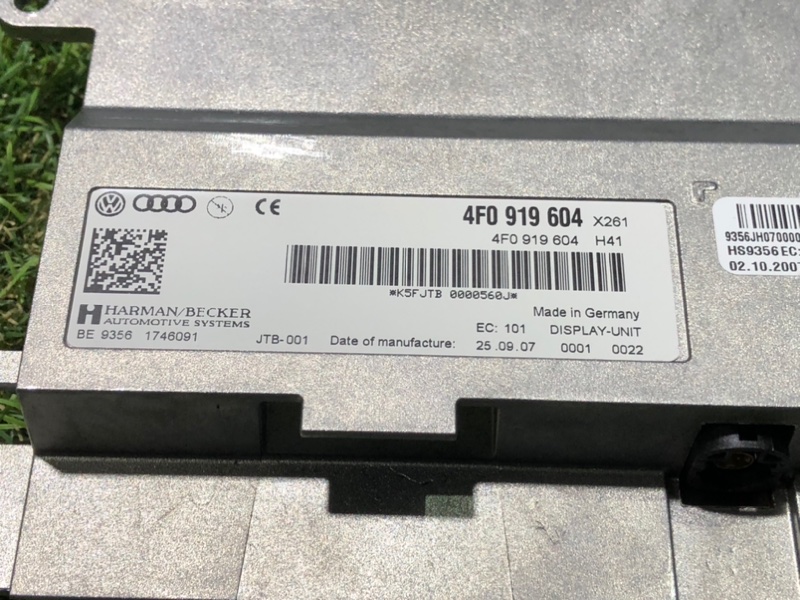 4F0 919 604 X261
4F0 919 604 H41
*K5FJTB 0000560J*
HARMAN/BECKER
AUTOMOTIVE SYSTEMS
Made in Germany
EC: 101 DISPLAY-UNIT
BE 9356 1746091 JTB-001 Date of manufacture: 25.09.07 0001 0022
9356JH070000
HS9356 EC:
02.10.2007